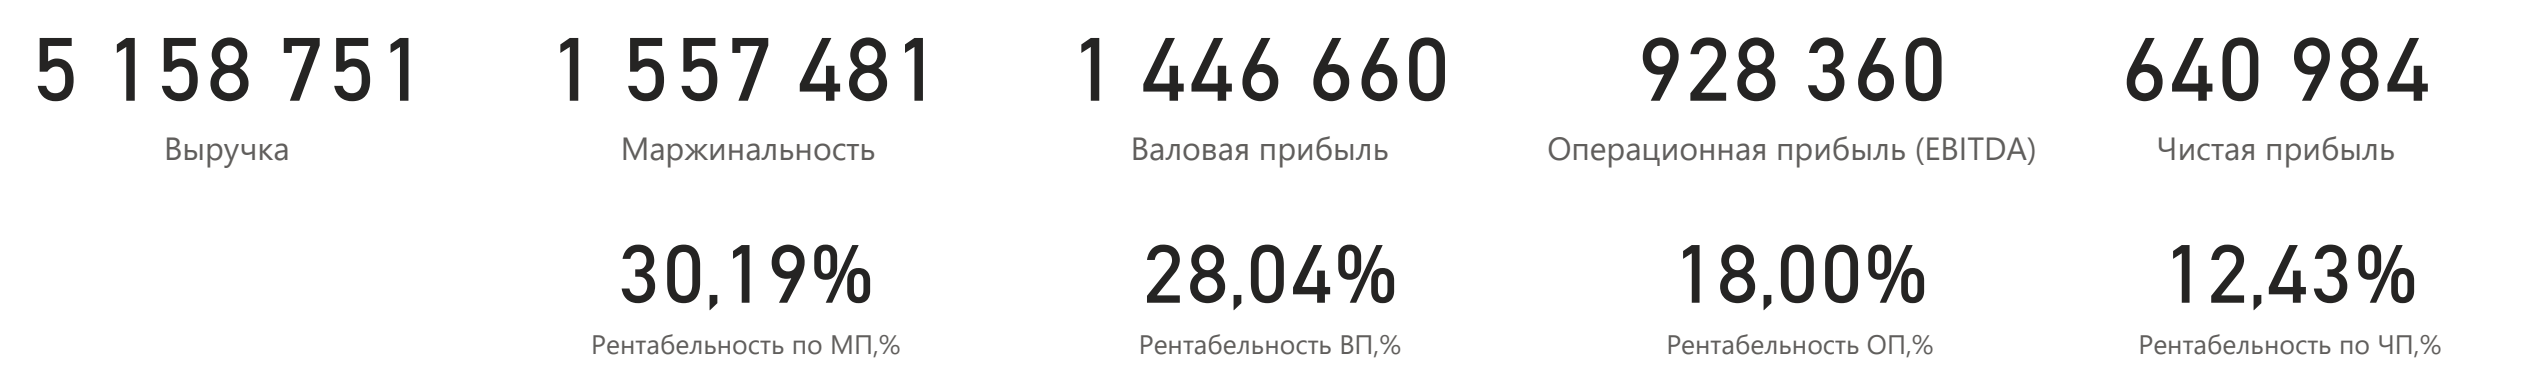 5 158 751 1 557 481 1 446 660 928 360 640 984
Выручка Маржинальность Валовая прибыль Операционная прибыль (EBITDA) Чистая прибыль
30,19% 28,04% 18,00% 12,43%
Рентабельность по МП,% Рентабельность ВП,% Рентабельность ОП,% Рентабельность по ЧП,%